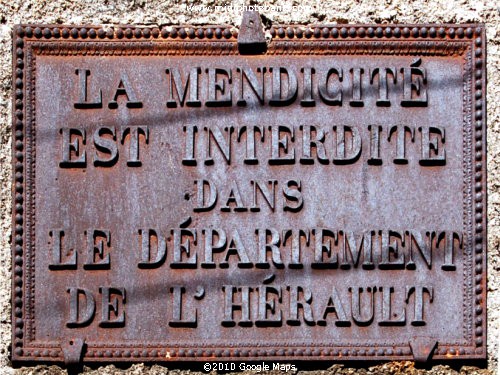 LA MENDICITÉ
EST INTERDITE
DANS
LE DÉPARTEMENT
DE L'HÉRAULT
©2010 Google Maps